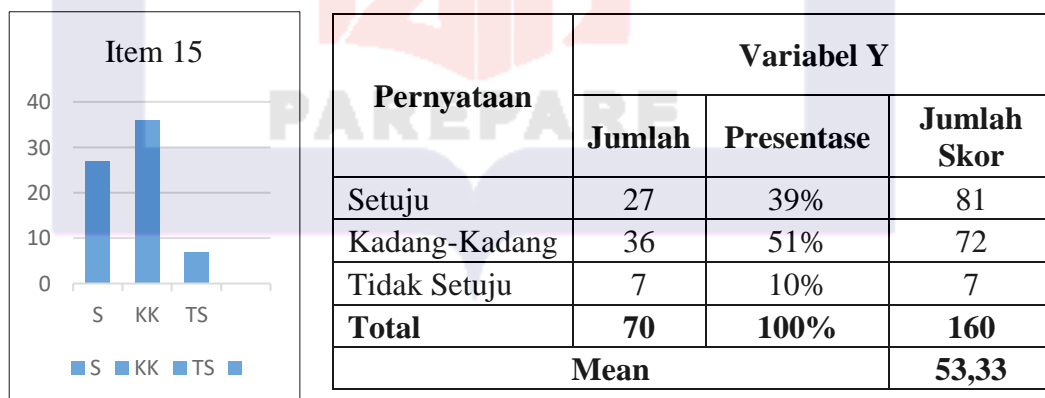 Item 15
40
30
20
10
0
S KK TS
S KK TS
PAREPARE
Pernyataan
Variabel Y
Jumlah Presentase Jumlah Skor
Setuju 27 39% 81
Kadang-Kadang 36 51% 72
Tidak Setuju 7 10% 7
Total 70 100% 160
Mean 53,33